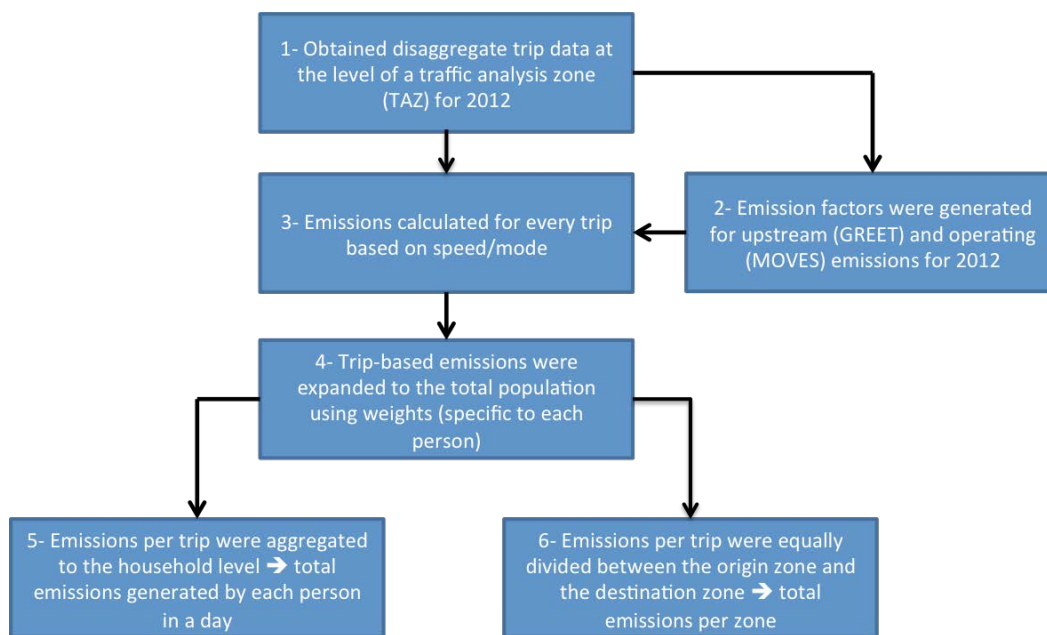 1- Obtained disaggregate trip data at
the level of a traffic analysis zone
(TAZ) for 2012
2- Emission factors were generated
for upstream (GREET) and operating
(MOVES) emissions for 2012
3- Emissions calculated for every trip
based on speed/mode
4- Trip-based emissions were
expanded to the total population
using weights (specific to each
person)
5- Emissions per trip were aggregated
to the household level ➔ total
emissions generated by each person
in a day
6- Emissions per trip were equally
divided between the origin zone and
the destination zone ➔ total
emissions per zone